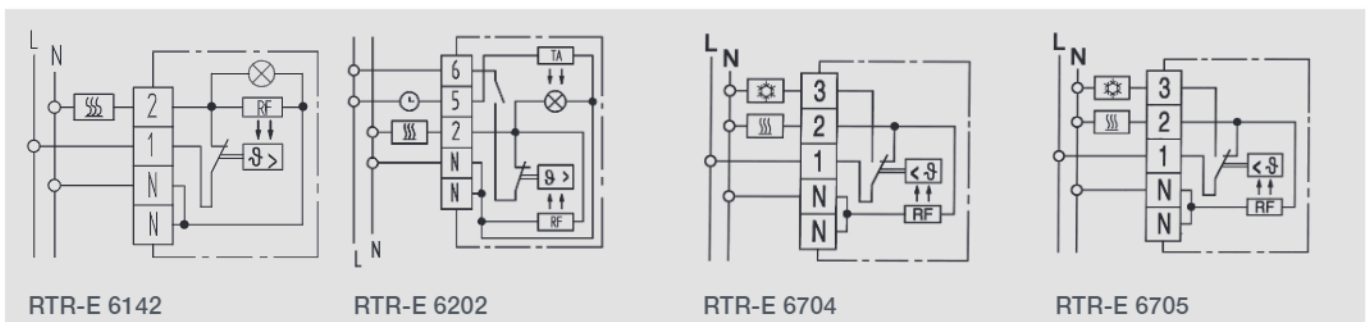 L N
2
1
N
N
RF
ϑ >
RTR-E 6142
6
5
2
N
N
TA
ϑ >
RF
L N
RTR-E 6202
L N
3
2
1
N
N
< ϑ
RF
RTR-E 6704
L N
3
2
1
N
N
< ϑ
RF
RTR-E 6705